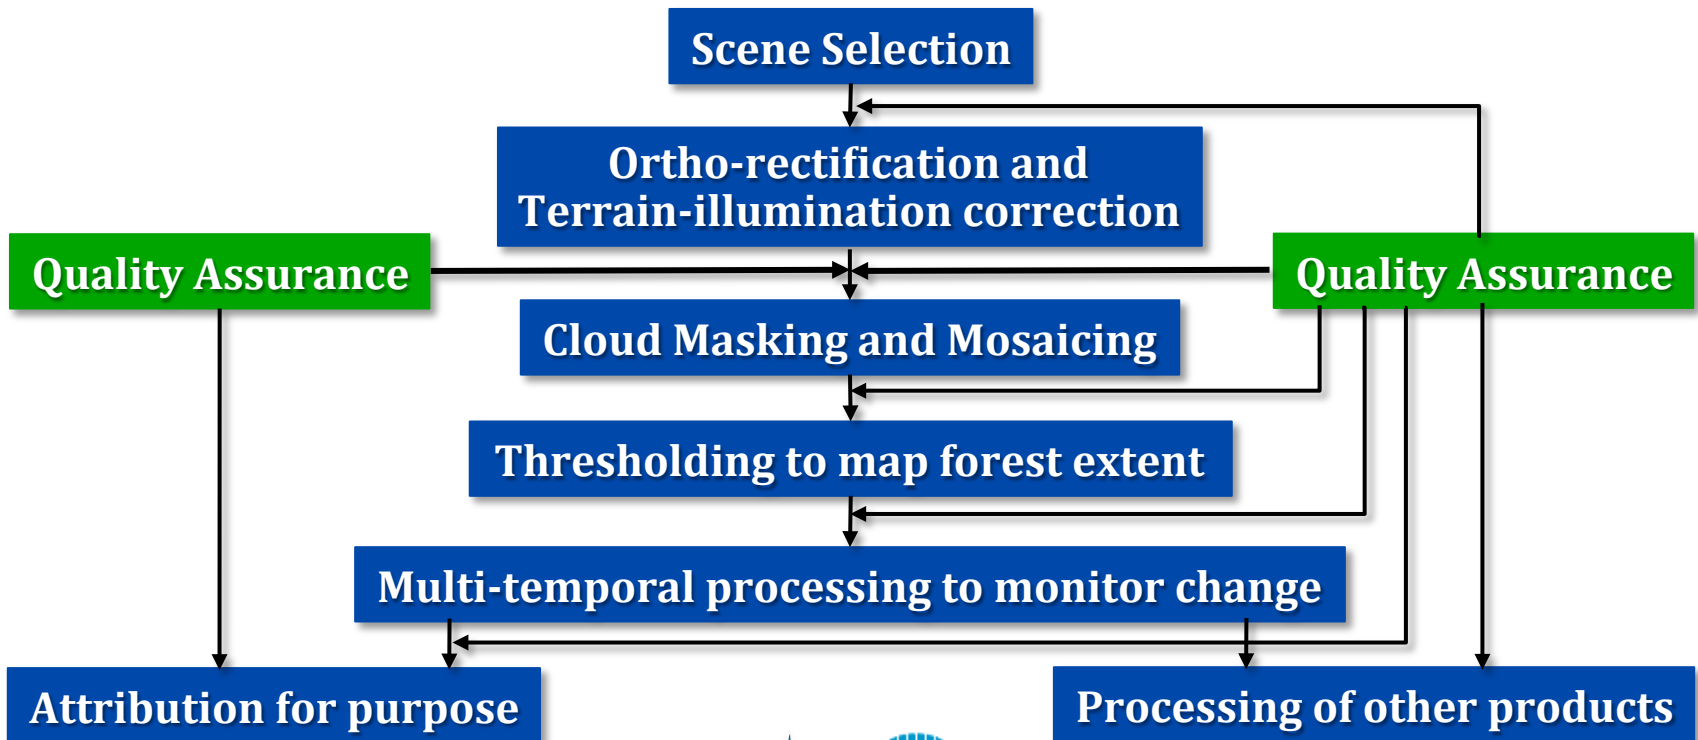 Scene Selection
Ortho-rectification and
Terrain-illumination correction
Quality Assurance
Quality Assurance
Cloud Masking and Mosaicing
Thresholding to map forest extent
Multi-temporal processing to monitor change
Attribution for purpose
Processing of other products